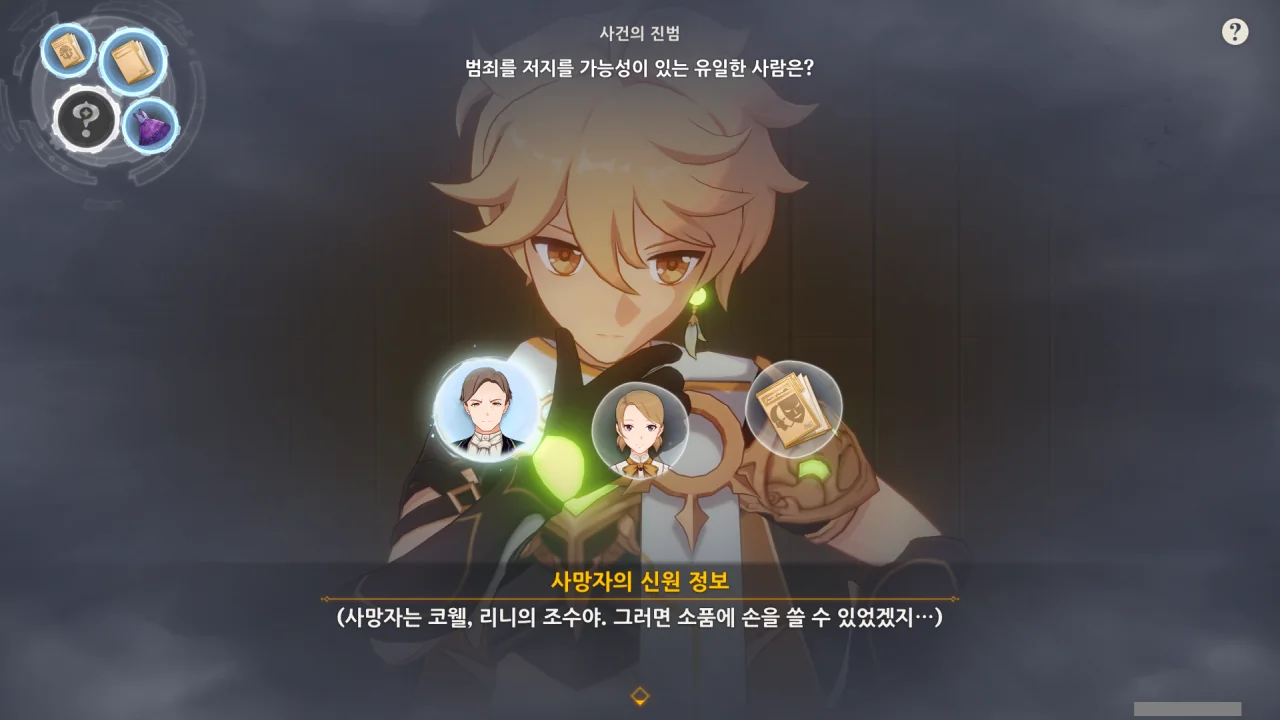 사건의 진범
범죄를 저지를 가능성이 있는 유일한 사람은?
?
?
사망자의 신원 정보
(사망자는 코웰, 리니의 조수야. 그러면 소품에 손을 쓸 수 있었겠지…)